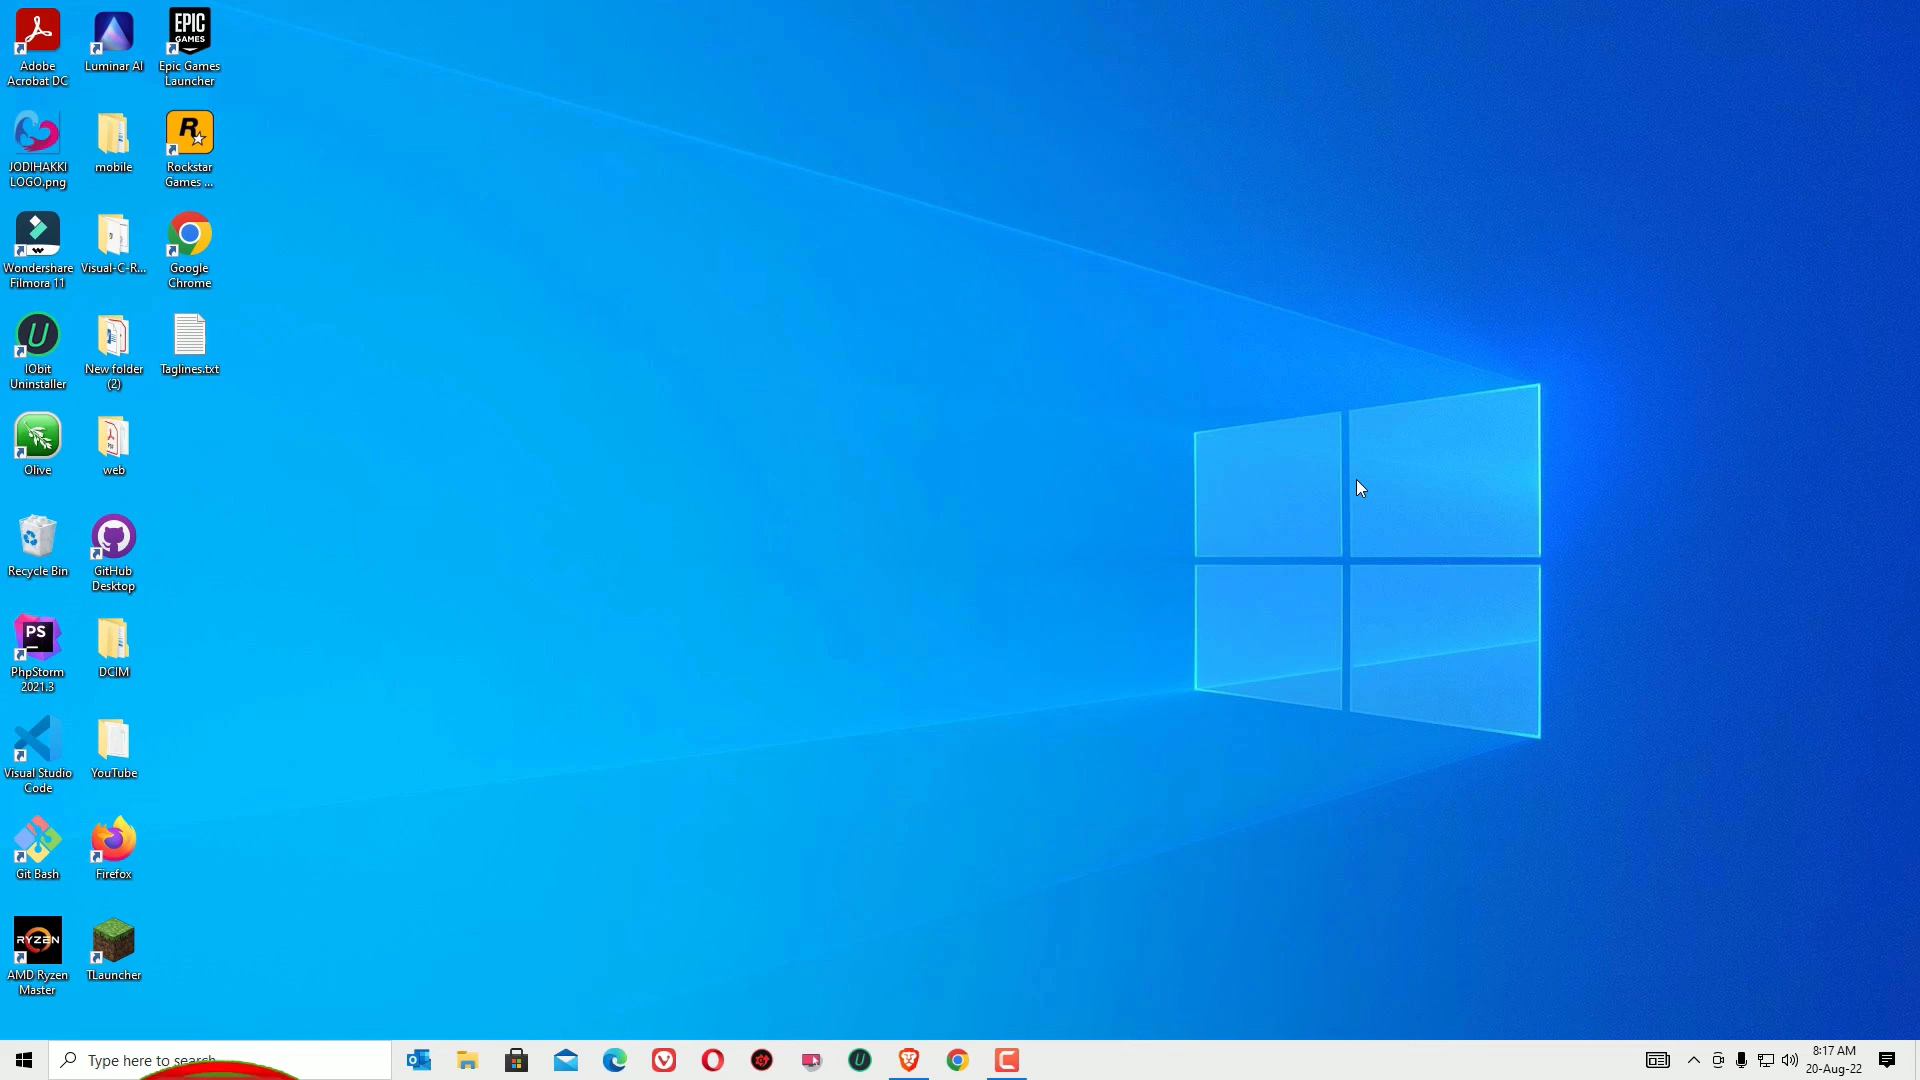 Adobe
Acrobat DC
Luminar AI
EPIC
GAMES
Epic Games
Launcher
JODIHAKKI
LOGO.png
mobile
R
Rockstar
Games ...
Wondershare
Filmora 11
Visual-C-R...
Google
Chrome
U
IObit
Uninstaller
New folder
(2)
Taglines.txt
Olive
PDF
web
Recycle Bin
GitHub
Desktop
PS
PhpStorm
2021.3
DCIM
Visual Studio
Code
YouTube
Git Bash
Firefox
RYZEN
AMD Ryzen
Master
TLauncher
Type here to search
8:17 AM
20-Aug-22